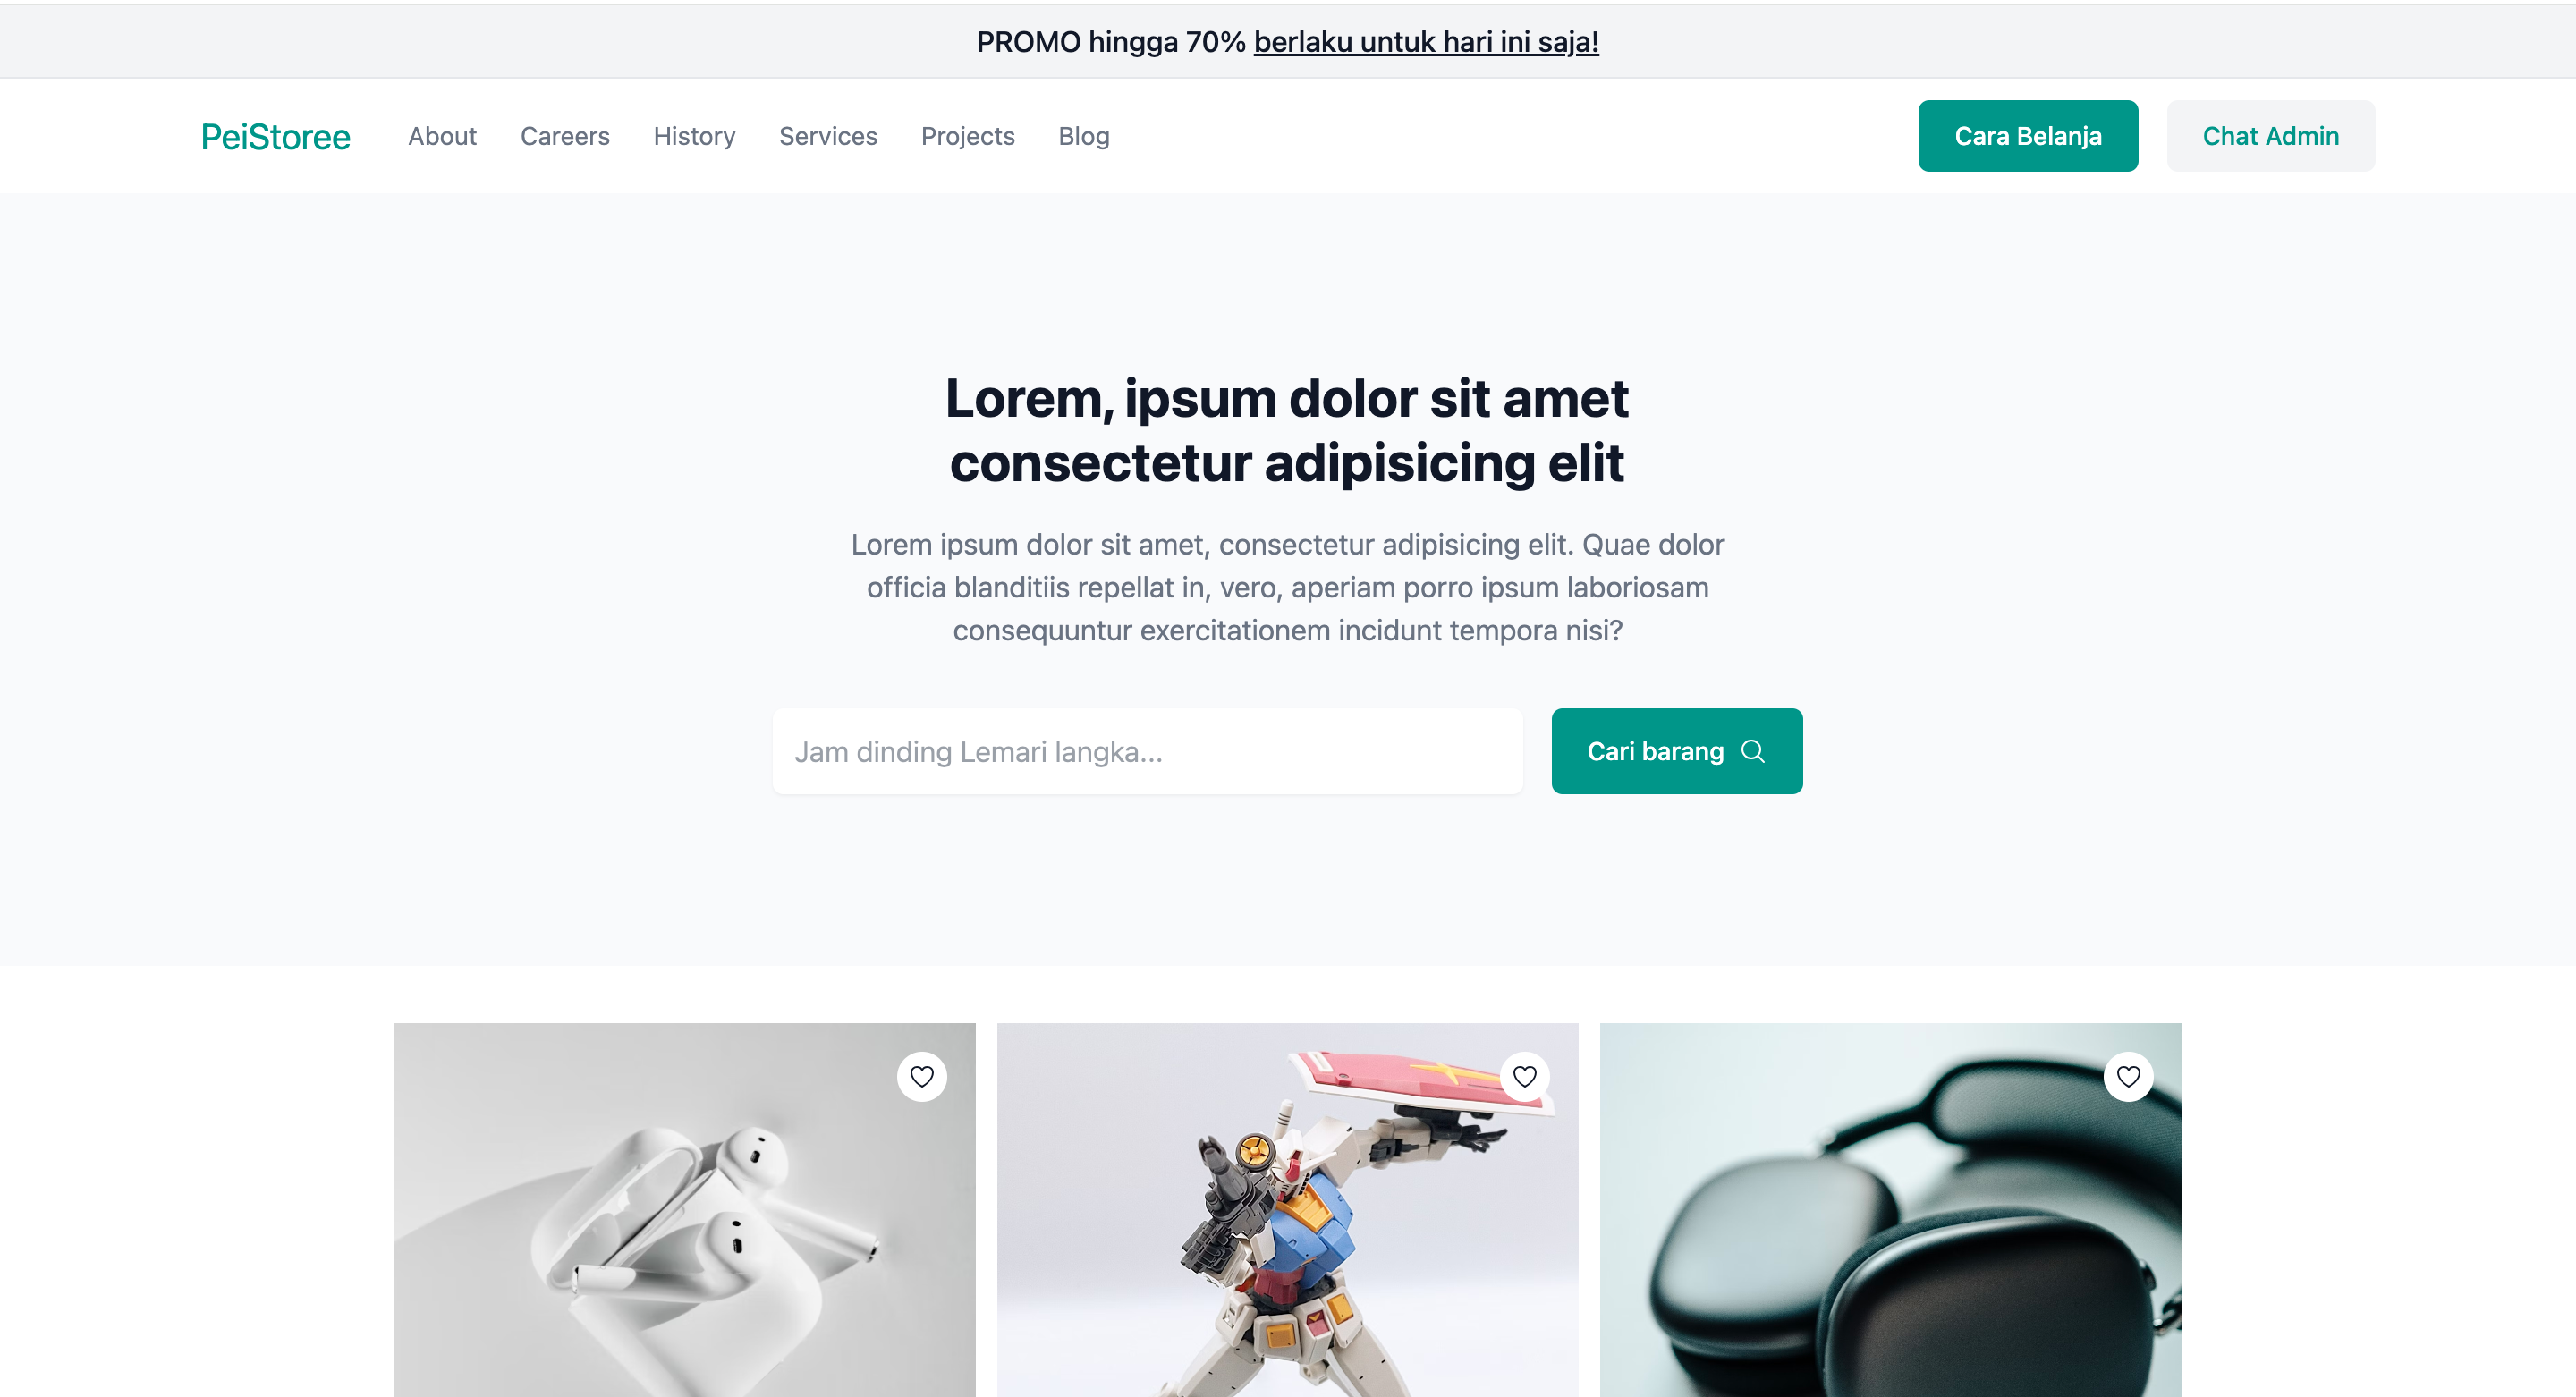 PROMO hingga 70% berlaku untuk hari ini saja!
PeiStoree About Careers History Services Projects Blog Cara Belanja Chat Admin
Lorem, ipsum dolor sit amet
consectetur adipisicing elit
Lorem ipsum dolor sit amet, consectetur adipisicing elit. Quae dolor
officia blanditiis repellat in, vero, aperiam porro ipsum laboriosam
consequuntur exercitationem incidunt tempora nisi?
Jam dinding Lemari langka... Cari barang